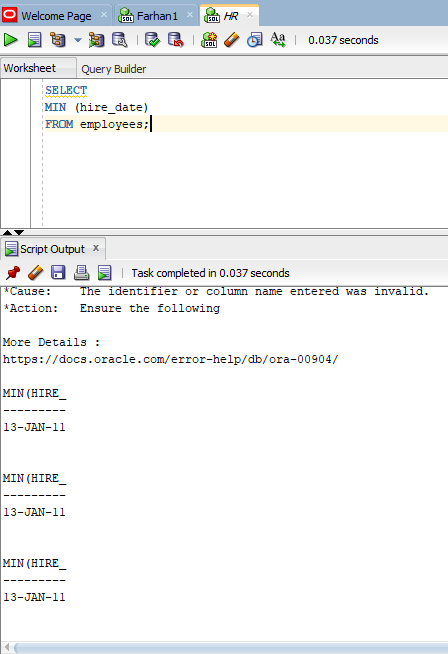 Welcome Page × Farhan1 × HR ×
0.037 seconds
Worksheet Query Builder
SELECT
MIN (hire_date)
FROM employees;
Script Output ×
Task completed in 0.037 seconds
*Cause: The identifier or column name entered was invalid.
*Action: Ensure the following
More Details :
https://docs.oracle.com/error-help/db/ora-00904/
MIN(HIRE_
---------
13-JAN-11
MIN(HIRE_
---------
13-JAN-11
MIN(HIRE_
---------
13-JAN-11